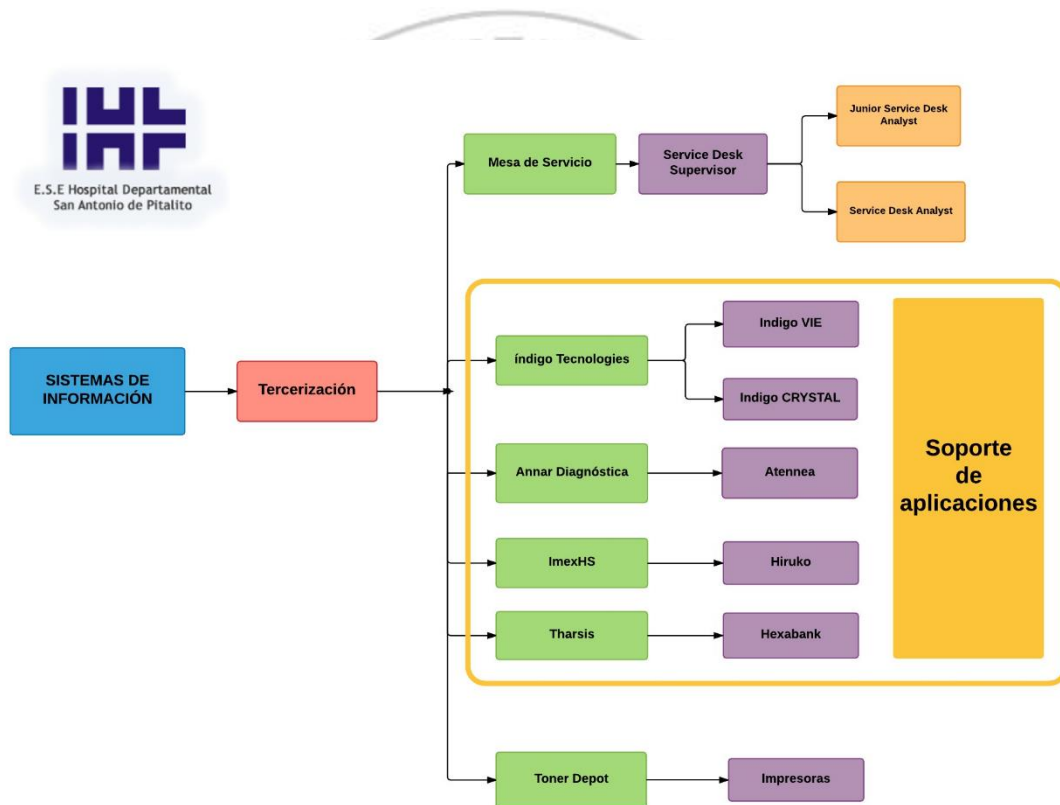 E.S.E Hospital Departamental
San Antonio de Pitalito
SISTEMAS DE
INFORMACIÓN
Tercerización
Mesa de Servicio
Service Desk
Supervisor
Junior Service Desk
Analyst
Service Desk Analyst
índigo Tecnologies
Indigo VIE
Indigo CRYSTAL
Annar Diagnóstica
Atennea
ImexHS
Hiruko
Tharsis
Hexabank
Soporte
de
aplicaciones
Toner Depot
Impresoras